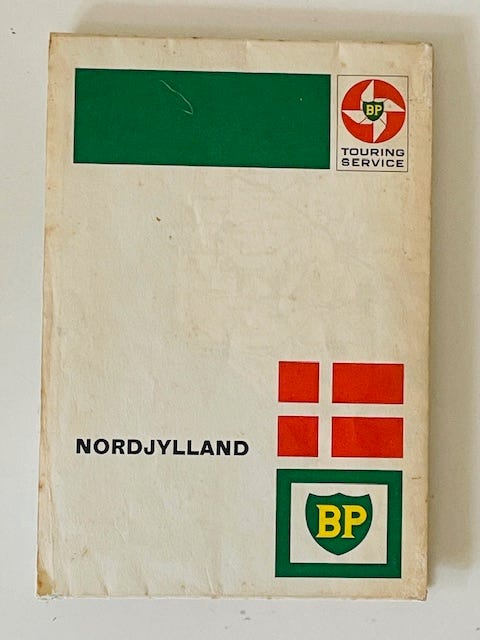 BP
TOURING
SERVICE
NORDJYLLAND
BP